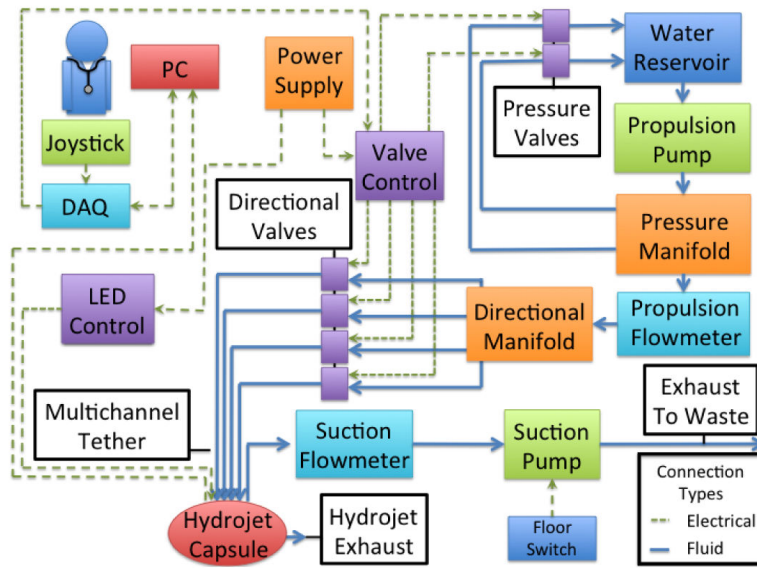 PC
Joystick
DAQ
Power
Supply
Valve
Control
Pressure
Valves
Water
Reservoir
Propulsion
Pump
Pressure
Manifold
Propulsion
Flowmeter
Directional
Valves
Directional
Manifold
LED
Control
Multichannel
Tether
Suction
Flowmeter
Suction
Pump
Exhaust
To Waste
Hydrojet
Capsule
Hydrojet
Exhaust
Floor
Switch
Connection
Types
Electrical
Fluid